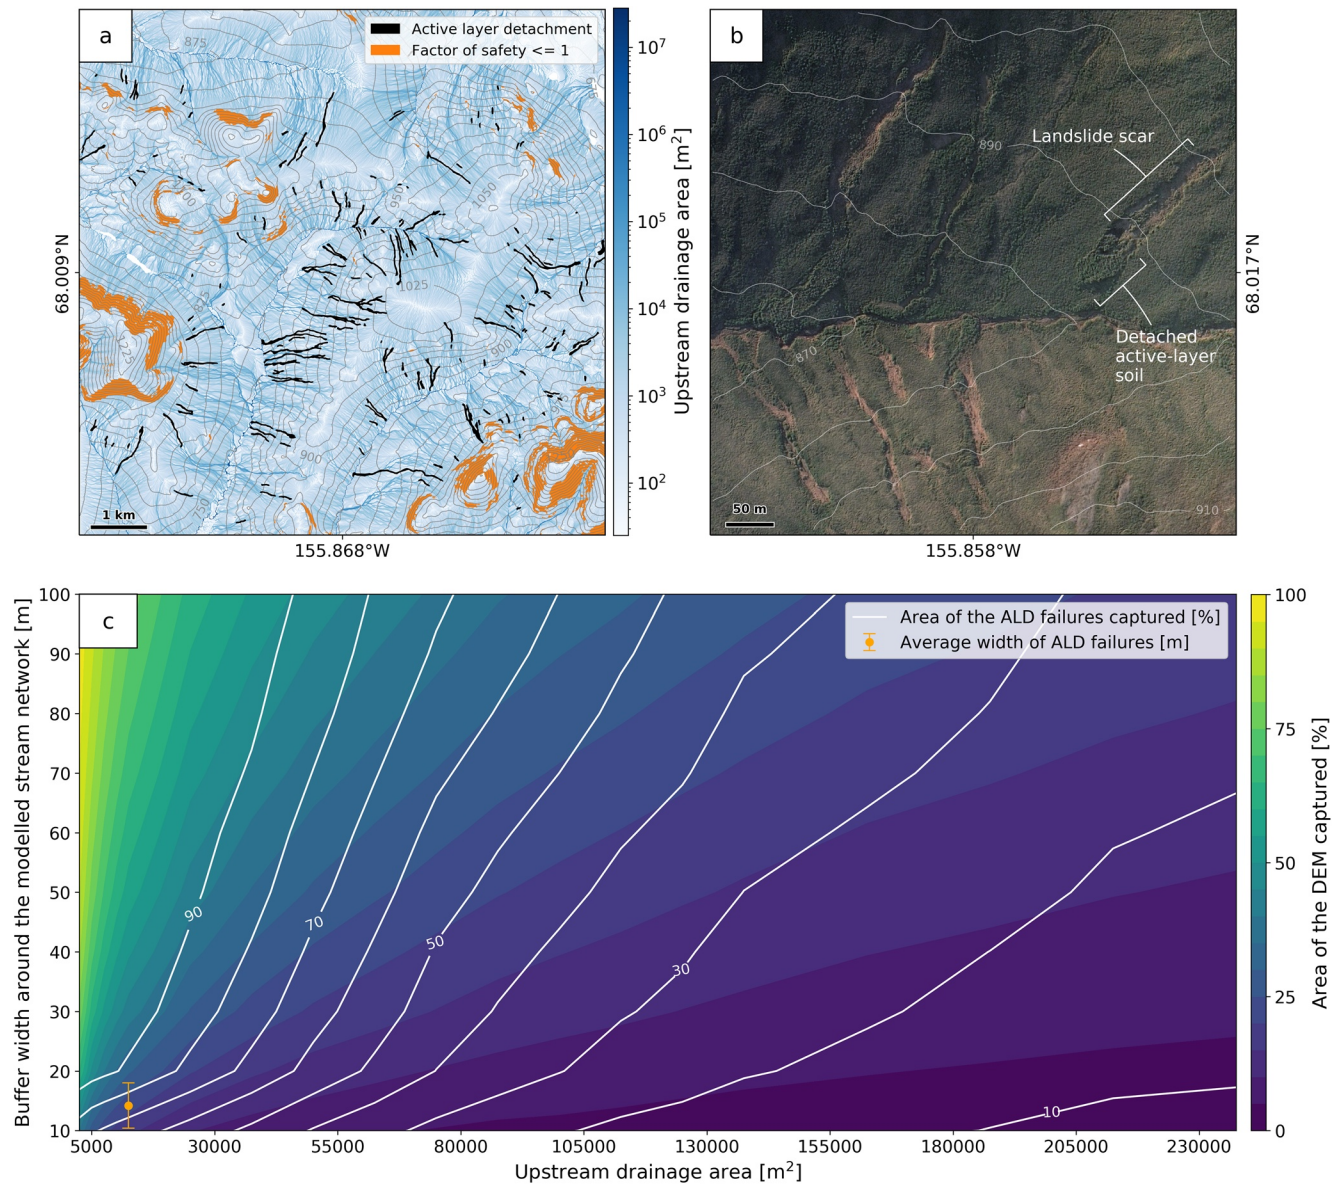 a
Active layer detachment
Factor of safety <= 1
875
1050
950
1025
900
1225
900
1 km
68.009°N
155.868°W
10⁷
10⁶
10⁵
10⁴
10³
10²
Upstream drainage area [m²]
b
Landslide scar
890
Detached
active-layer
soil
870
910
50 m
155.858°W
68.017°N
c
Area of the ALD failures captured [%]
Average width of ALD failures [m]
100
90
80
70
60
50
40
30
20
10
Buffer width around the modelled stream network [m]
90
70
50
30
10
5000
30000
55000
80000
105000
130000
155000
180000
205000
230000
Upstream drainage area [m²]
100
75
50
25
0
Area of the DEM captured [%]